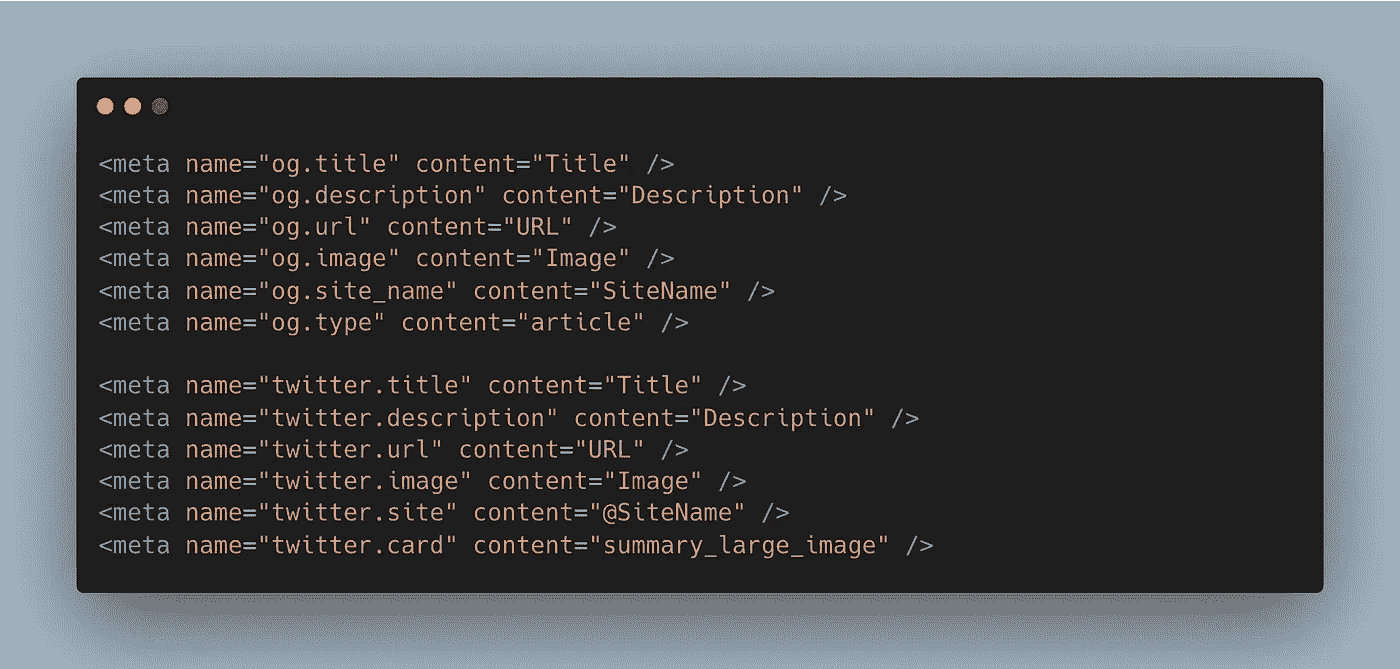 <meta name="og.title" content="Title" />
<meta name="og.description" content="Description" />
<meta name="og.url" content="URL" />
<meta name="og.image" content="Image" />
<meta name="og.site_name" content="SiteName" />
<meta name="og.type" content="article" />
<meta name="twitter.title" content="Title" />
<meta name="twitter.description" content="Description" />
<meta name="twitter.url" content="URL" />
<meta name="twitter.image" content="Image" />
<meta name="twitter.site" content="@SiteName" />
<meta name="twitter.card" content="summary_large_image" />